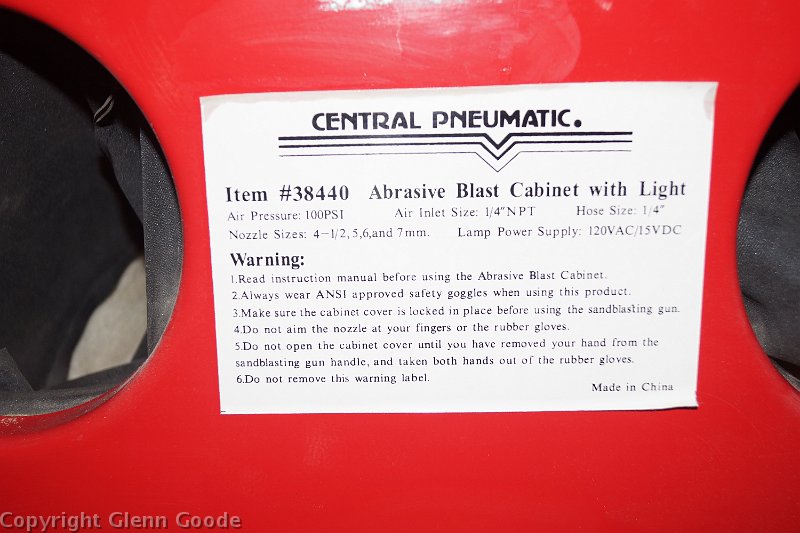 CENTRAL PNEUMATIC.
Item #38440 Abrasive Blast Cabinet with Light
Air Pressure: 100PSI Air Inlet Size: 1/4"NPT Hose Size: 1/4"
Nozzle Sizes: 4-1/2, 5,6,and 7mm. Lamp Power Supply: 120VAC/15VDC
Warning:
1.Read instruction manual before using the Abrasive Blast Cabinet.
2.Always wear ANSI approved safety goggles when using this product.
3.Make sure the cabinet cover is locked in place before using the sandblasting gun.
4.Do not aim the nozzle at your fingers or the rubber gloves.
5.Do not open the cabinet cover until you have removed your hand from the
sandblasting gun handle, and taken both hands out of the rubber gloves.
6.Do not remove this warning label.
Made in China
Copyright Glenn Goode